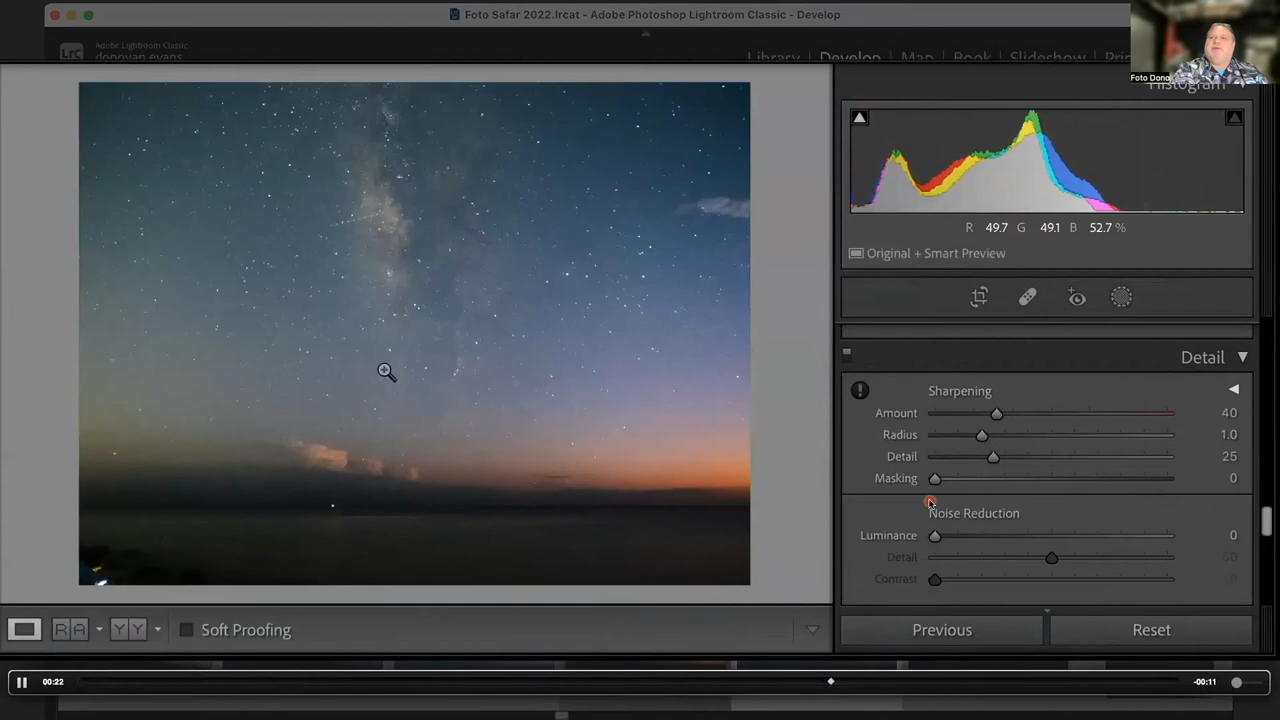 Foto Safar 2022.lrcat - Adobe Photoshop Lightroom Classic - Develop
Lrc
Adobe Lightroom Classic
donovan evans
Library Develop Map Book Slideshow
Foto Dono
Histogram
R 49.7 G 49.1 B 52.7 %
Original + Smart Preview
Detail
Sharpening
Amount 40
Radius 1.0
Detail 25
Masking 0
Noise Reduction
Luminance 0
Detail
Contrast
R A Y Y Soft Proofing
Previous Reset
00:22 -00:11